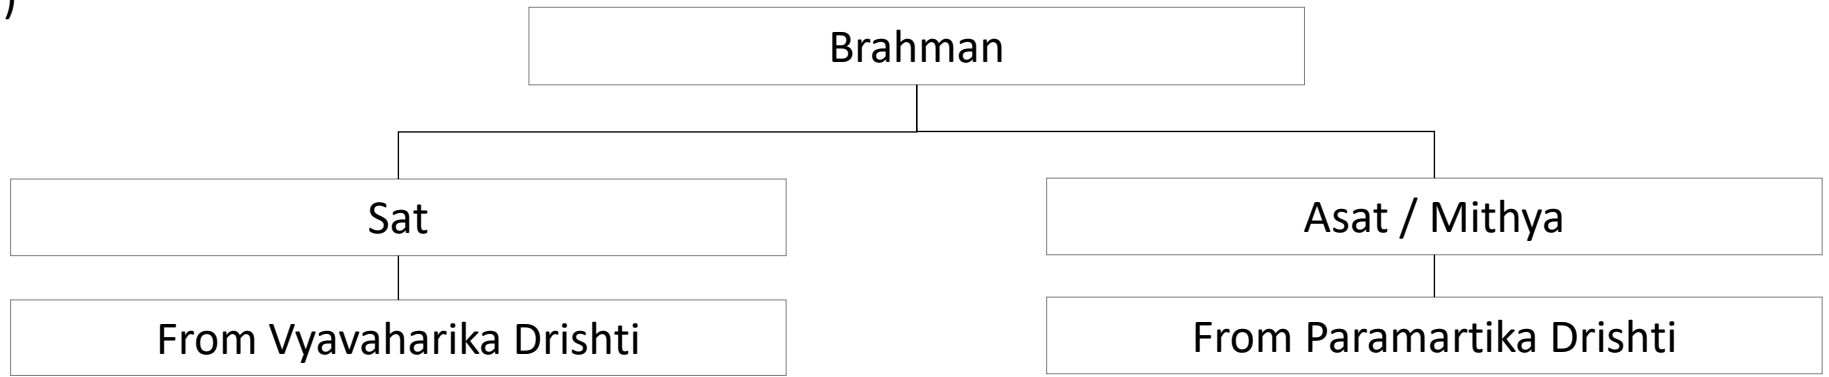 )
Brahman
Sat
Asat / Mithya
From Vyavaharika Drishti
From Paramartika Drishti